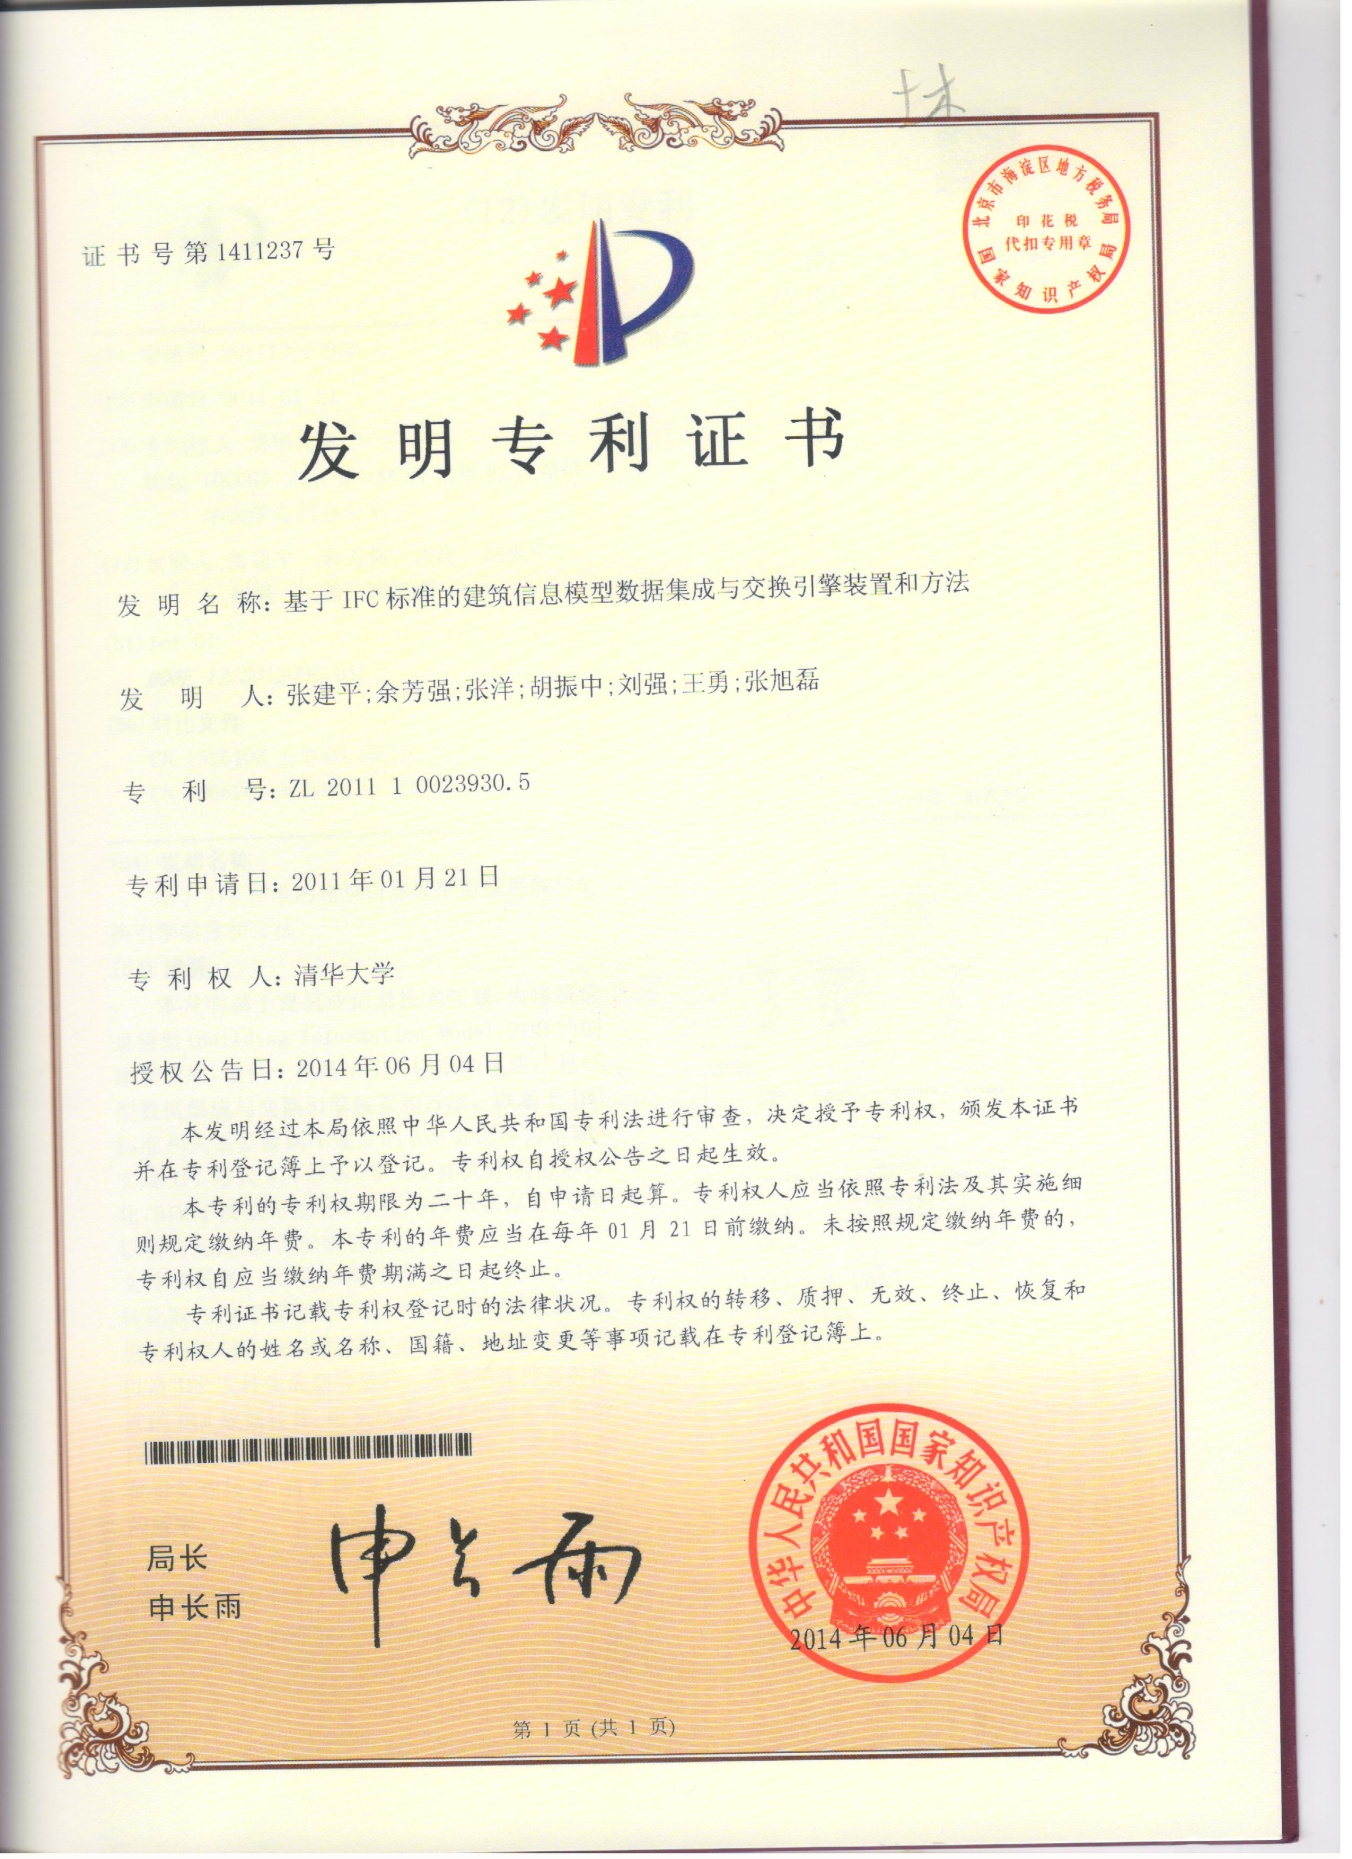 土木
北京市海淀区地方税务局
印花税
代扣专用章
国家知识产权局
证书号第1411237号
发明专利证书
发明名称：基于 IFC 标准的建筑信息模型数据集成与交换引擎装置和方法
发明人：张建平;余芳强;张洋;胡振中;刘强;王勇;张旭磊
专利号：ZL 2011 1 0023930.5
专利申请日：2011年01月21日
专利权人：清华大学
授权公告日：2014年06月04日
本发明经过本局依照中华人民共和国专利法进行审查，决定授予专利权，颁发本证书
并在专利登记簿上予以登记。专利权自授权公告之日起生效。
本专利的专利权期限为二十年，自申请日起算。专利权人应当依照专利法及其实施细
则规定缴纳年费。本专利的年费应当在每年 01 月 21 日前缴纳。未按照规定缴纳年费的，
专利权自应当缴纳年费期满之日起终止。
专利证书记载专利权登记时的法律状况。专利权的转移、质押、无效、终止、恢复和
专利权人的姓名或名称、国籍、地址变更等事项记载在专利登记簿上。
局长
申长雨
申长雨
中华人民共和国国家知识产权局
2014年06月04日
第 1 页 (共 1 页)